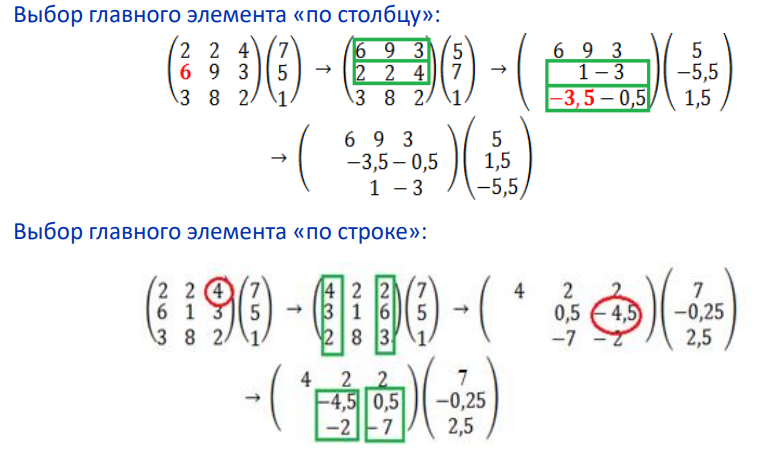 Выбор главного элемента «по столбцу»:
2 2 4 7 6 9 3 5 6 9 3 5
6 9 3 5 → 2 2 4 7 → 1 – 3 –5,5
3 8 2 1 3 8 2 1 –3,5 – 0,5 1,5
6 9 3 5
→ –3,5 – 0,5 1,5
1 – 3 –5,5
Выбор главного элемента «по строке»:
2 2 4 7 4 2 2 7 4 2 2 7
6 1 3 5 → 3 1 6 5 → 0,5 – 4,5 –0,25
3 8 2 1 2 8 3 1 –7 – 2 2,5
4 2 2 7
→ –4,5 0,5 –0,25
–2 – 7 2,5